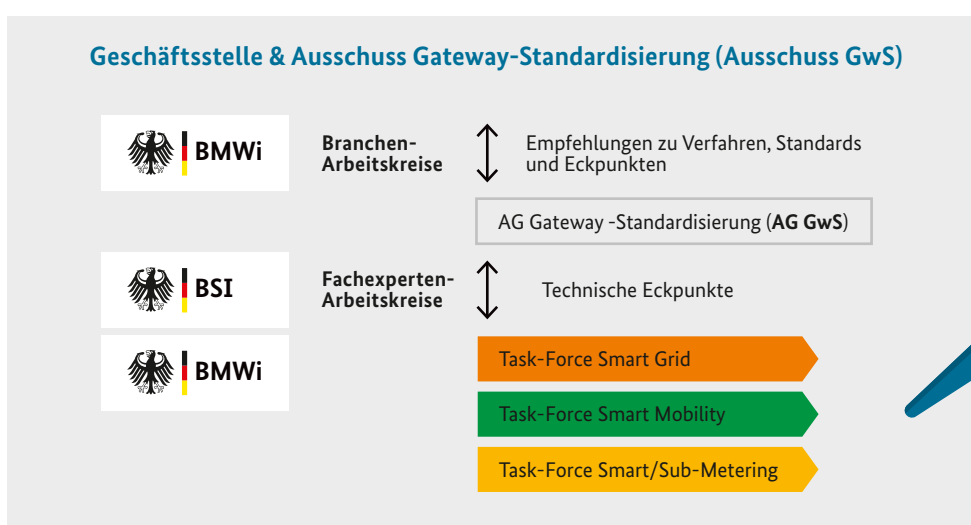 Geschäftsstelle & Ausschuss Gateway-Standardisierung (Ausschuss GwS)
BMWi
Branchen-
Arbeitskreise
Empfehlungen zu Verfahren, Standards
und Eckpunkten
AG Gateway -Standardisierung (AG GwS)
BSI
Fachexperten-
Arbeitskreise
Technische Eckpunkte
BMWi
Task-Force Smart Grid
Task-Force Smart Mobility
Task-Force Smart/Sub-Metering